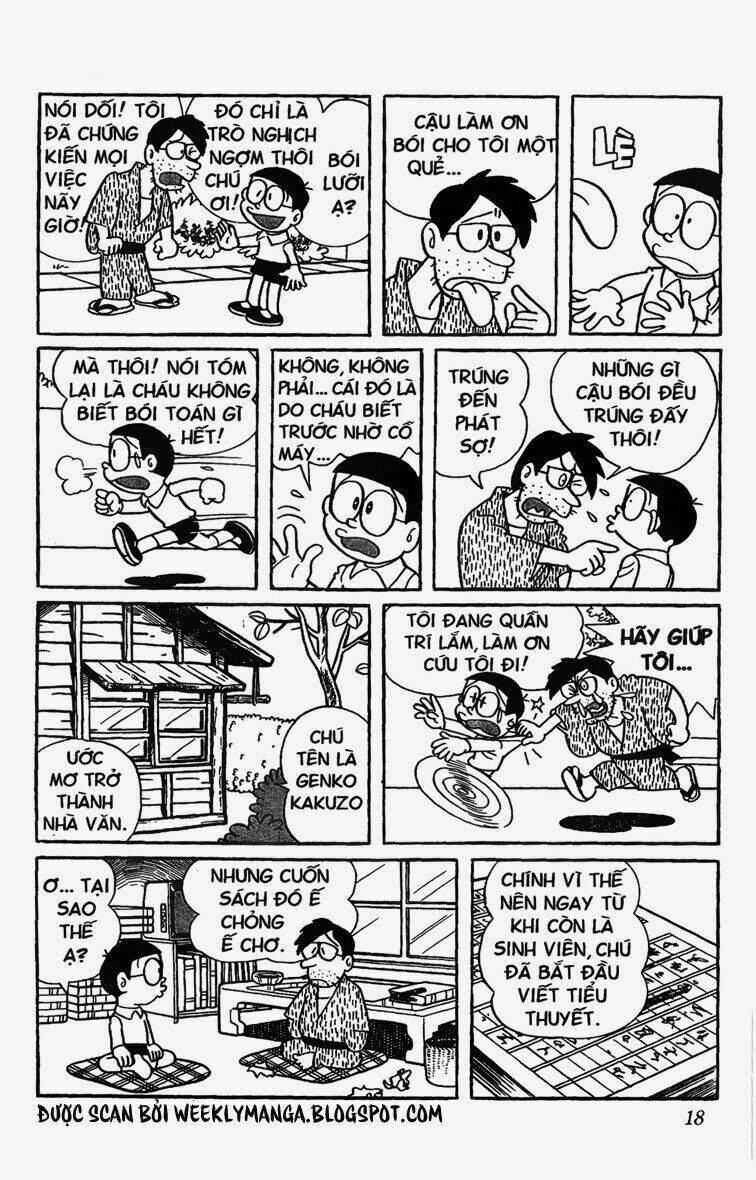 LÈ
CẬU LÀM ƠN
BÓI CHO TÔI MỘT
QUẺ...
BÓI
LƯỠI
Ạ?
ĐÓ CHỈ LÀ
TRÒ NGHỊCH
NGỢM THÔI
CHÚ
ƠI!
NÓI DỐI! TÔI
ĐÃ CHỨNG
KIẾN MỌI
VIỆC
NÃY
GIỜ!
NHỮNG GÌ
CẬU BÓI ĐỀU
TRÚNG ĐẤY
THÔI!
TRÚNG
ĐẾN
PHÁT
SỢ!
KHÔNG, KHÔNG
PHẢI... CÁI ĐÓ LÀ
DO CHÁU BIẾT
TRƯỚC NHỜ CỖ
MÁY...
MÀ THÔI! NÓI TÓM
LẠI LÀ CHÁU KHÔNG
BIẾT BÓI TOÁN GÌ
HẾT!
HÃY GIÚP
TÔI...
TÔI ĐANG QUẪN
TRÍ LẮM, LÀM ƠN
CỨU TÔI ĐI!
CHÚ
TÊN LÀ
GENKO
KAKUZO
ƯỚC
MƠ TRỞ
THÀNH
NHÀ VĂN.
CHÍNH VÌ THẾ
NÊN NGAY TỪ
KHI CÒN LÀ
SINH VIÊN, CHÚ
ĐÃ BẮT ĐẦU
VIẾT TIỂU
THUYẾT.
NHƯNG CUỐN
SÁCH ĐÓ Ế
CHỎNG
Ế CHƠ.
Ơ... TẠI
SAO
THẾ
Ạ?
ĐƯỢC SCAN BỞI WEEKLYMANGA.BLOGSPOT.COM
18